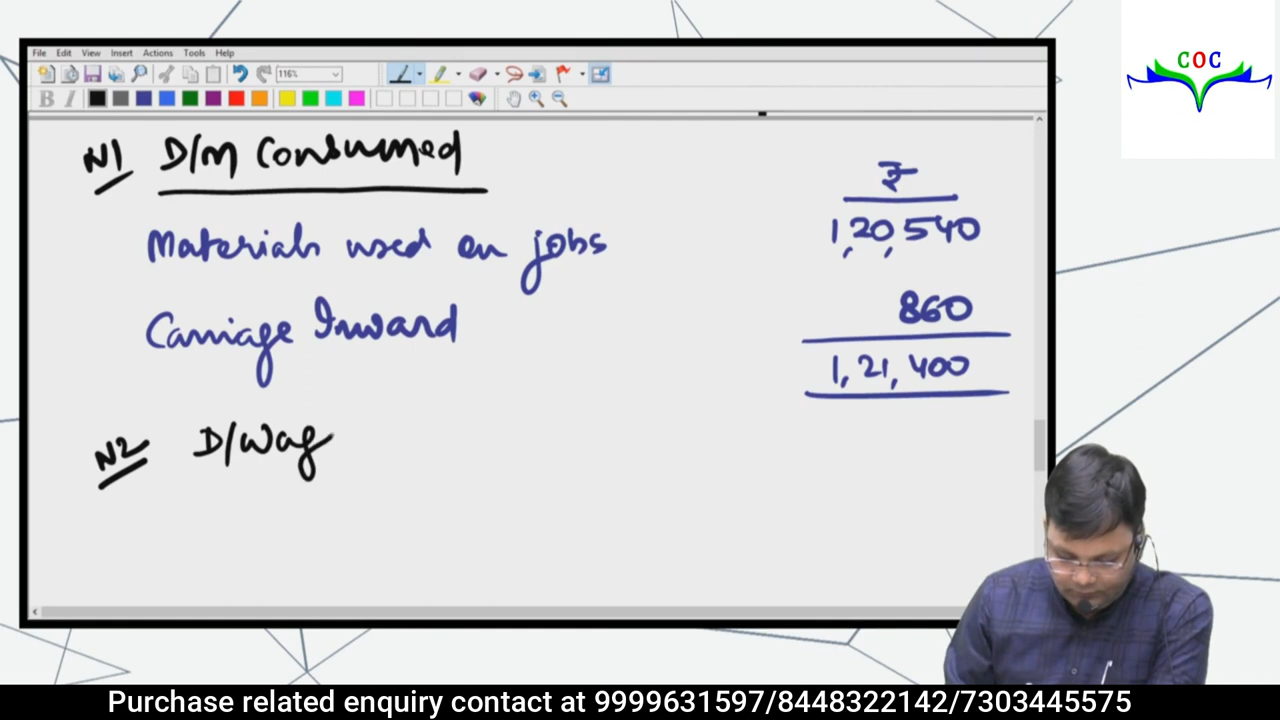 COC
File Edit View Insert Actions Tools Help
116%
B I
N1 D/M Consumed
₹
Materials used on jobs 1,20,540
Carriage Inward 860
1,21,400
N2 D/Wag
Purchase related enquiry contact at 9999631597/8448322142/7303445575